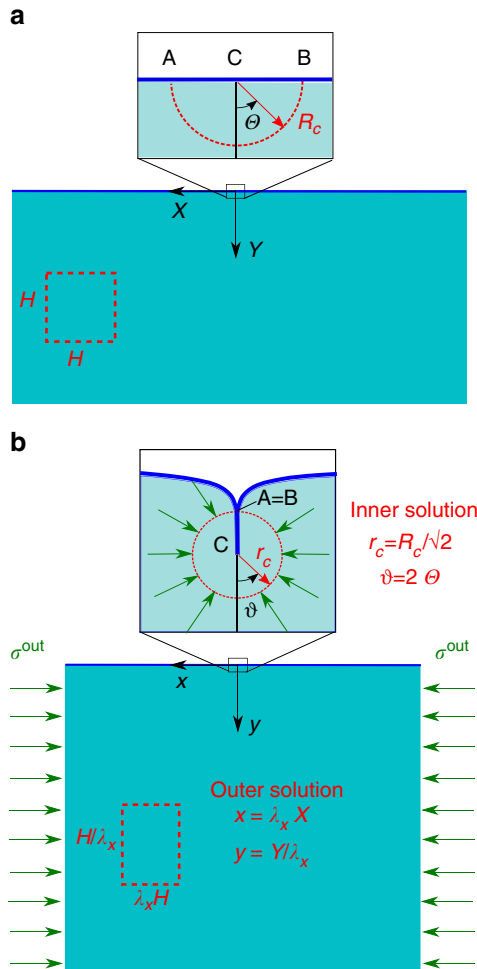 a
A C B
Θ
R_c
X
Y
H
H
b
A=B
C
r_c
ϑ
Inner solution
r_c=R_c/√2
ϑ=2 Θ
σ^out σ^out
x
y
Outer solution
x = λ_x X
y = Y/λ_x
H/λ_x
λ_xH